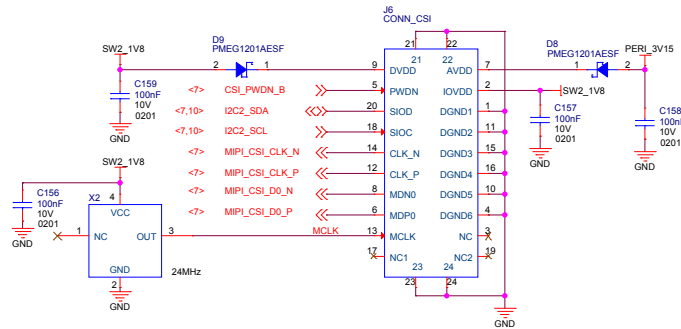 J6
CONN_CSI
D9
PMEG1201AESF
D8
PMEG1201AESF
SW2_1V8
PERI_3V15
21
22
21
22
2
1
9
DVDD
AVDD
7
1
2
C159
100nF
10V
0201
GND
<7>
CSI_PWDN_B
5
PWDN
IOVDD
2
SW2_1V8
<7,10>
I2C2_SDA
20
SIOD
DGND1
1
<7,10>
I2C2_SCL
18
SIOC
DGND2
11
C157
100nF
10V
0201
GND
C158
100nF
10V
0201
GND
<7>
MIPI_CSI_CLK_N
14
CLK_N
DGND3
15
<7>
MIPI_CSI_CLK_P
12
CLK_P
DGND4
16
<7>
MIPI_CSI_D0_N
8
MDN0
DGND5
10
<7>
MIPI_CSI_D0_P
6
MDP0
DGND6
4
MCLK
13
MCLK
NC
3
17
NC1
NC2
19
23
24
23
24
GND
SW2_1V8
C156
100nF
10V
0201
GND
X2
4
VCC
1
NC
OUT
3
GND
2
24MHz
GND